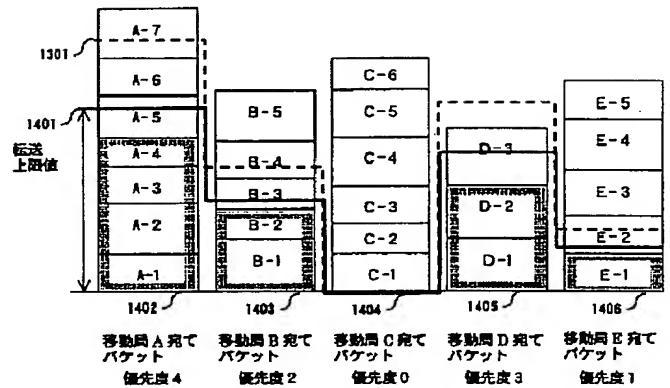 1301
1401
転送
上限値
A-7
A-6
A-5
A-4
A-3
A-2
A-1
B-5
B-4
B-3
B-2
B-1
C-6
C-5
C-4
C-3
C-2
C-1
D-3
D-2
D-1
E-5
E-4
E-3
E-2
E-1
1402
1403
1404
1405
1406
移動局A宛て
パケット
優先度4
移動局B宛て
パケット
優先度2
移動局C宛て
パケット
優先度0
移動局D宛て
パケット
優先度3
移動局E宛て
パケット
優先度1